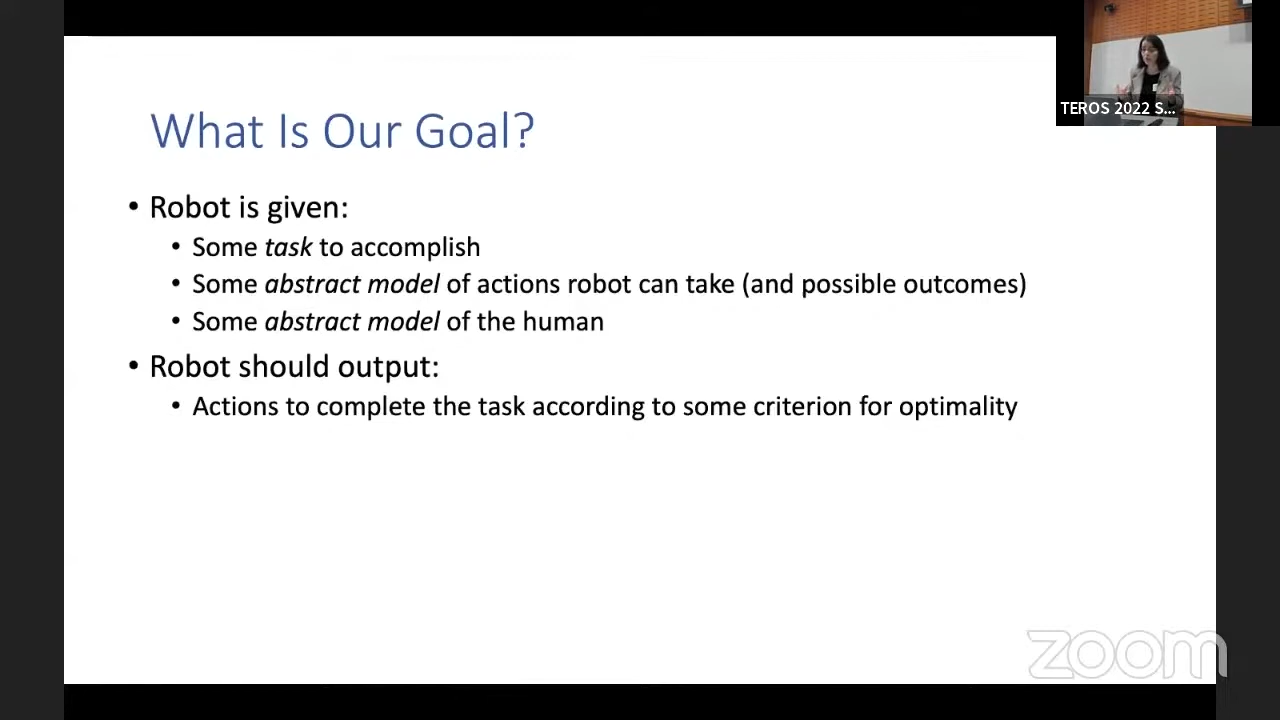 TEROS 2022 S...
What Is Our Goal?
• Robot is given:
• Some task to accomplish
• Some abstract model of actions robot can take (and possible outcomes)
• Some abstract model of the human
• Robot should output:
• Actions to complete the task according to some criterion for optimality
zoom